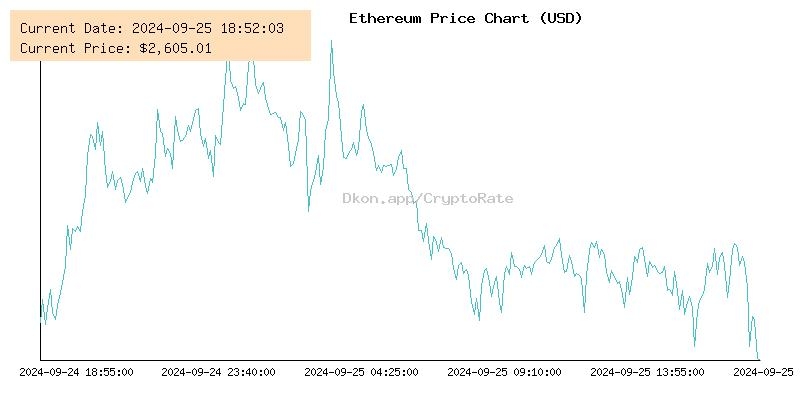 Ethereum Price Chart (USD)
Current Date: 2024-09-25 18:52:03
Current Price: $2,605.01
Dkon.app/CryptoRate
2024-09-24 18:55:00 2024-09-24 23:40:00 2024-09-25 04:25:00 2024-09-25 09:10:00 2024-09-25 13:55:00 2024-09-25